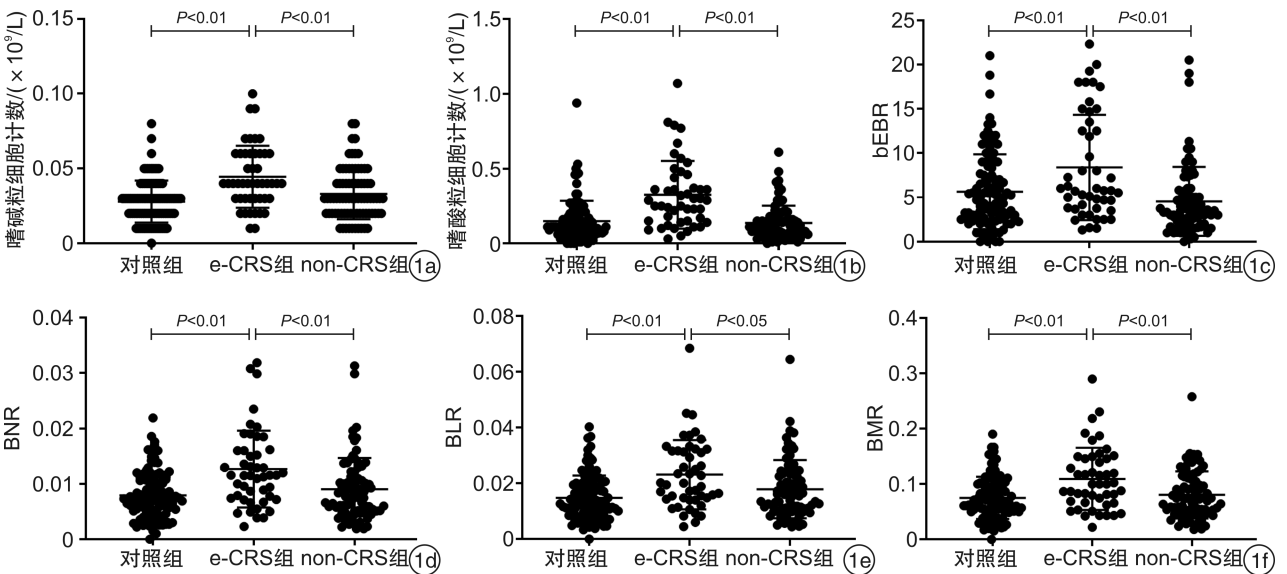 嗜碱粒细胞计数/(×10⁹/L)
0.15
0.10
0.05
0
P<0.01
P<0.01
对照组
e-CRS组
non-CRS组
1a
嗜酸粒细胞计数/(×10⁹/L)
1.5
1.0
0.5
0
P<0.01
P<0.01
对照组
e-CRS组
non-CRS组
1b
bEBR
25
20
15
10
5
0
P<0.01
P<0.01
对照组
e-CRS组
non-CRS组
1c
BNR
0.04
0.03
0.02
0.01
0
P<0.01
P<0.01
对照组
e-CRS组
non-CRS组
1d
BLR
0.08
0.06
0.04
0.02
0
P<0.01
P<0.05
对照组
e-CRS组
non-CRS组
1e
BMR
0.4
0.3
0.2
0.1
0
P<0.01
P<0.01
对照组
e-CRS组
non-CRS组
1f